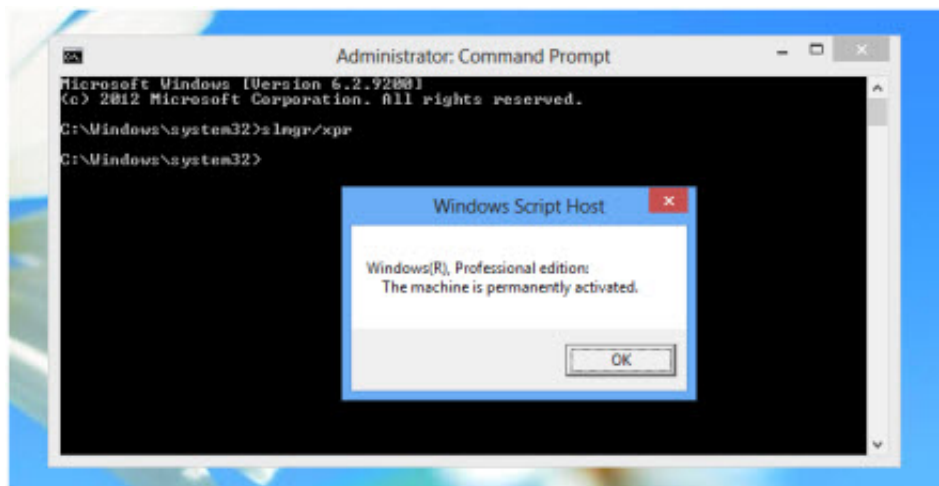 Administrator: Command Prompt
Microsoft Windows [Version 6.2.9200]
(c) 2012 Microsoft Corporation. All rights reserved.
C:\Windows\system32>slmgr/xpr
C:\Windows\system32>
Windows Script Host
Windows(R), Professional edition:
The machine is permanently activated.
OK